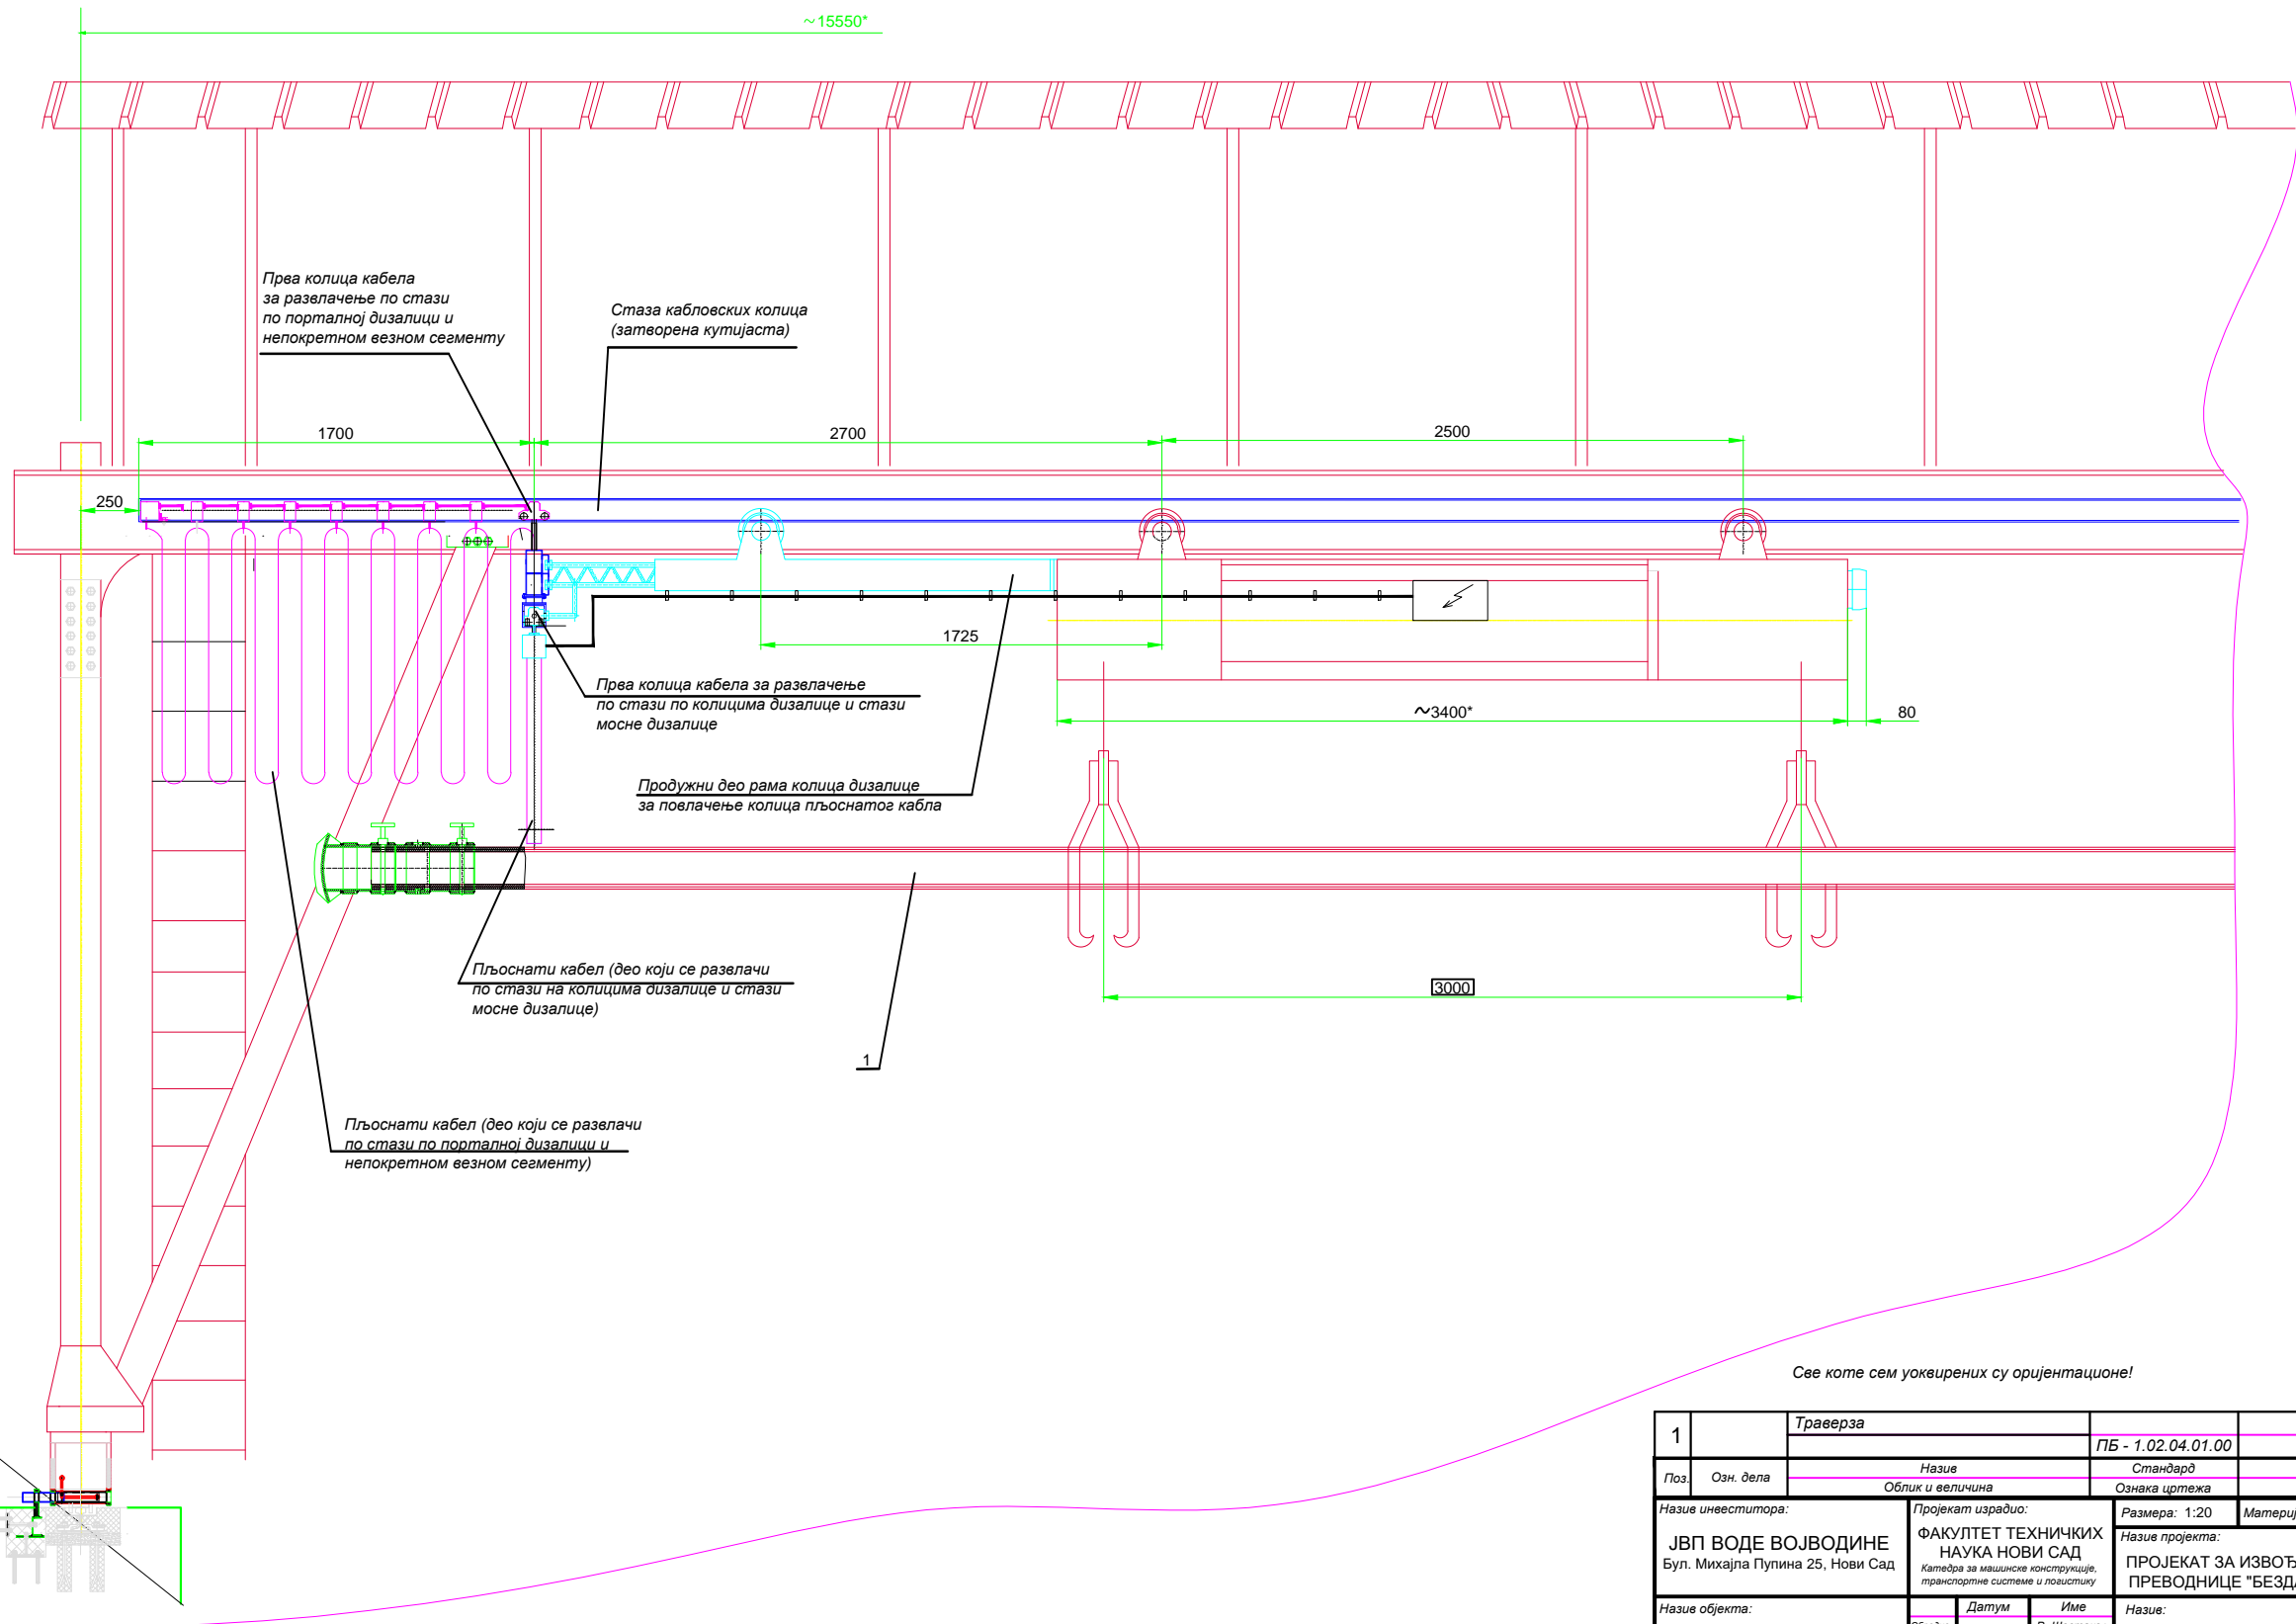 ~15550*
Прва колица кабела
за развлачење по стази
по порталној дизалици и
непокретном везном сегменту
Стаза кабловских колица
(затворена кутијаста)
1700
2700
2500
250
1725
Прва колица кабела за развлачење
по стази по колицима дизалице и стази
мосне дизалице
~3400*
80
Продужни део рама колица дизалице
за повлачење колица пљоснатог кабла
Пљоснати кабел (део који се развлачи
по стази на колицима дизалице и стази
мосне дизалице)
3000
1
Пљоснати кабел (део који се развлачи
по стази по порталној дизалици и
непокретном везном сегменту)
Све коте сем уоквирених су оријентационе!
1
Траверза
ПБ - 1.02.04.01.00
Поз.
Озн. дела
Назив
Стандард
Облик и величина
Ознака цртежа
Назив инвеститора:
ЈВП ВОДЕ ВОЈВОДИНЕ
Бул. Михајла Пупина 25, Нови Сад
Пројекат израдио:
ФАКУЛТЕТ ТЕХНИЧКИХ
НАУКА НОВИ САД
Катедра за машинске конструкције,
транспортне системе и логистику
Размера: 1:20
Материј
Назив пројекта:
ПРОЈЕКАТ ЗА ИЗВОЂ
ПРЕВОДНИЦЕ "БЕЗДА
Назив објекта:
Датум
Име
Назив: